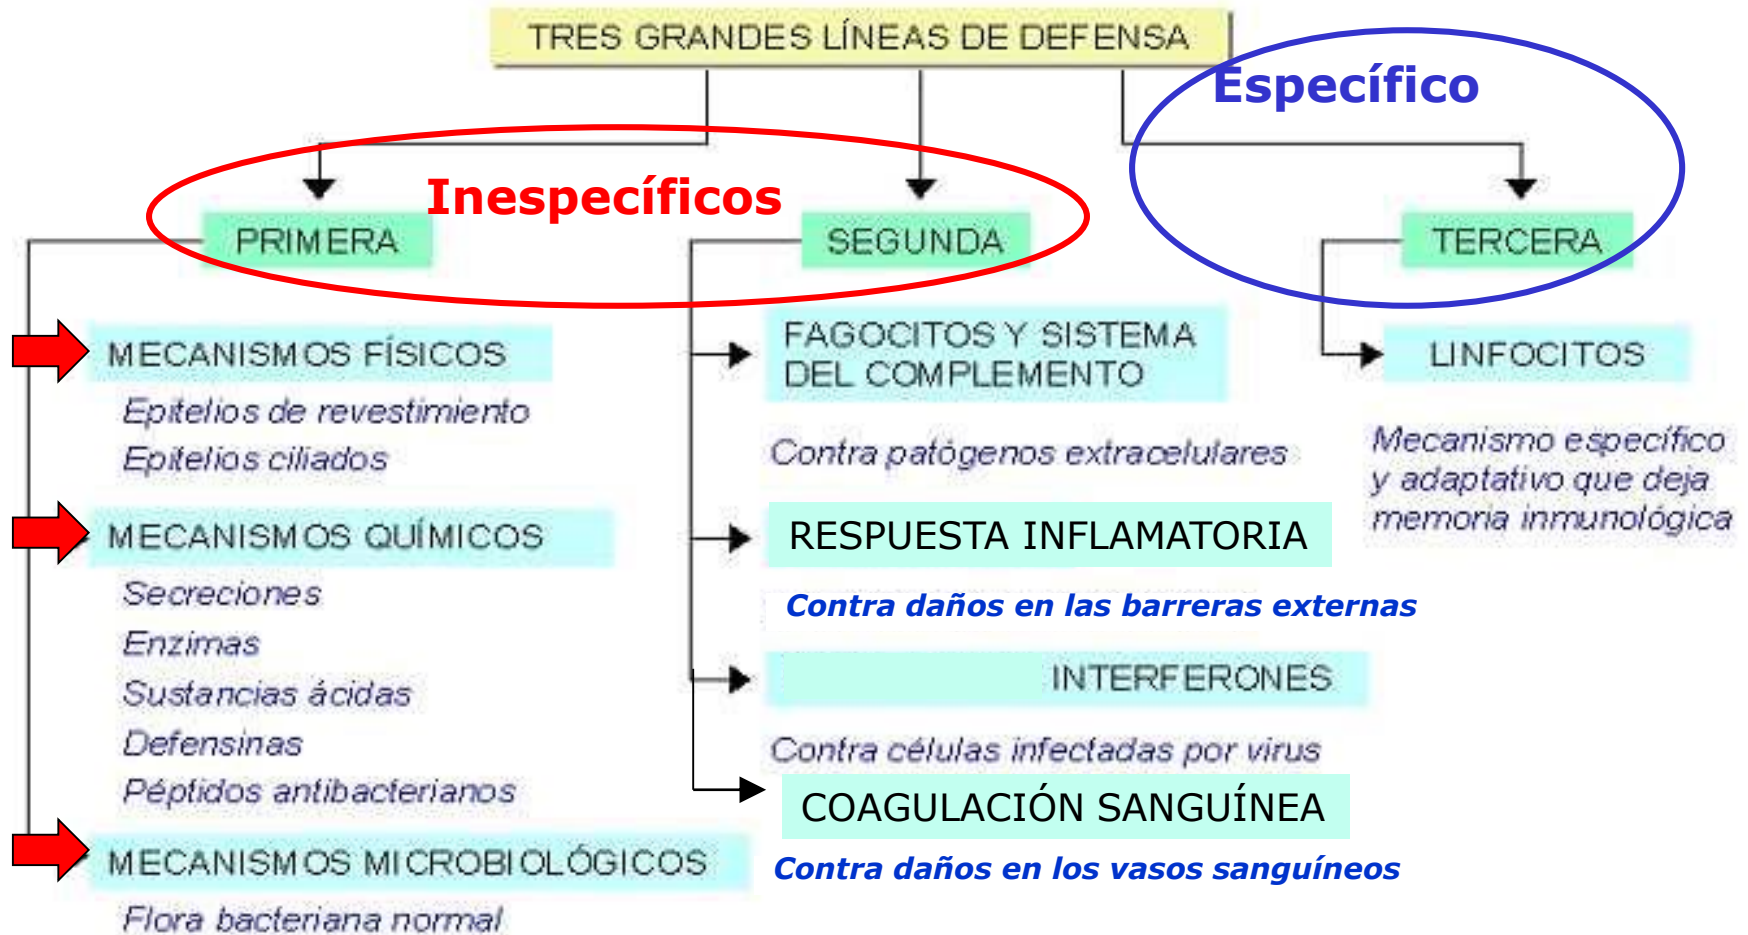 TRES GRANDES LÍNEAS DE DEFENSA
Específico
Inespecíficos
PRIMERA
MECANISMOS FÍSICOS
Epitelios de revestimiento
Epitelios ciliados
MECANISMOS QUÍMICOS
Secreciones
Enzimas
Sustancias ácidas
Defensinas
Péptidos antibacterianos
MECANISMOS MICROBIOLÓGICOS
Flora bacteriana normal
SEGUNDA
FAGOCITOS Y SISTEMA
DEL COMPLEMENTO
Contra patógenos extracelulares
RESPUESTA INFLAMATORIA
Contra daños en las barreras externas
INTERFERONES
Contra células infectadas por virus
COAGULACIÓN SANGUÍNEA
Contra daños en los vasos sanguíneos
TERCERA
LINFOCITOS
Mecanismo específico
y adaptativo que deja
memoria inmunológica